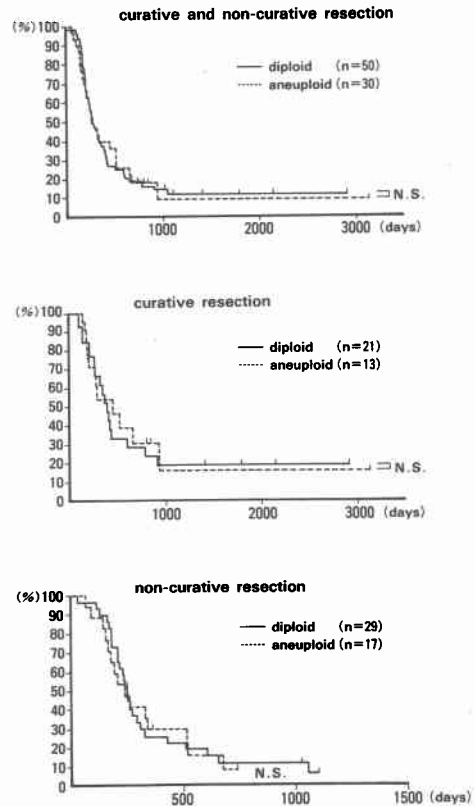 curative and non-curative resection
(%)100
90
80
70
60
50
40
30
20
10
0
diploid (n=50)
aneuploid (n=30)
N.S.
1000 2000 3000 (days)
curative resection
(%)100
90
80
70
60
50
40
30
20
10
0
diploid (n=21)
aneuploid (n=13)
N.S.
1000 2000 3000 (days)
non-curative resection
(%)100
90
80
70
60
50
40
30
20
10
0
diploid (n=29)
aneuploid (n=17)
N.S.
500 1000 1500
(days)